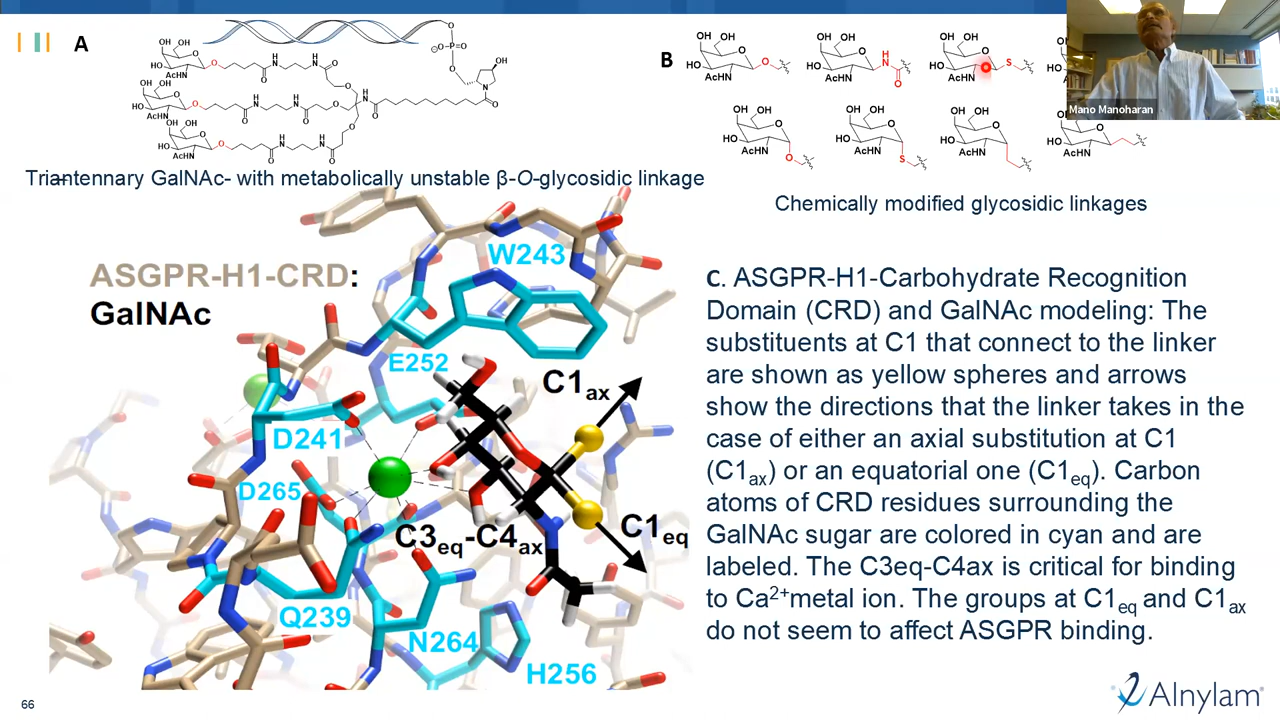 A
B
Mano Manoharan
Triantennary GalNAc- with metabolically unstable β-O-glycosidic linkage
Chemically modified glycosidic linkages
ASGPR-H1-CRD:
GalNAc
W243
E252
C1ax
D241
D265
C3eq-C4ax
C1eq
Q239
N264
H256
C. ASGPR-H1-Carbohydrate Recognition
Domain (CRD) and GalNAc modeling: The
substituents at C1 that connect to the linker
are shown as yellow spheres and arrows
show the directions that the linker takes in the
case of either an axial substitution at C1
(C1ax) or an equatorial one (C1eq). Carbon
atoms of CRD residues surrounding the
GalNAc sugar are colored in cyan and are
labeled. The C3eq-C4ax is critical for binding
to Ca2+metal ion. The groups at C1eq and C1ax
do not seem to affect ASGPR binding.
66
Alnylam